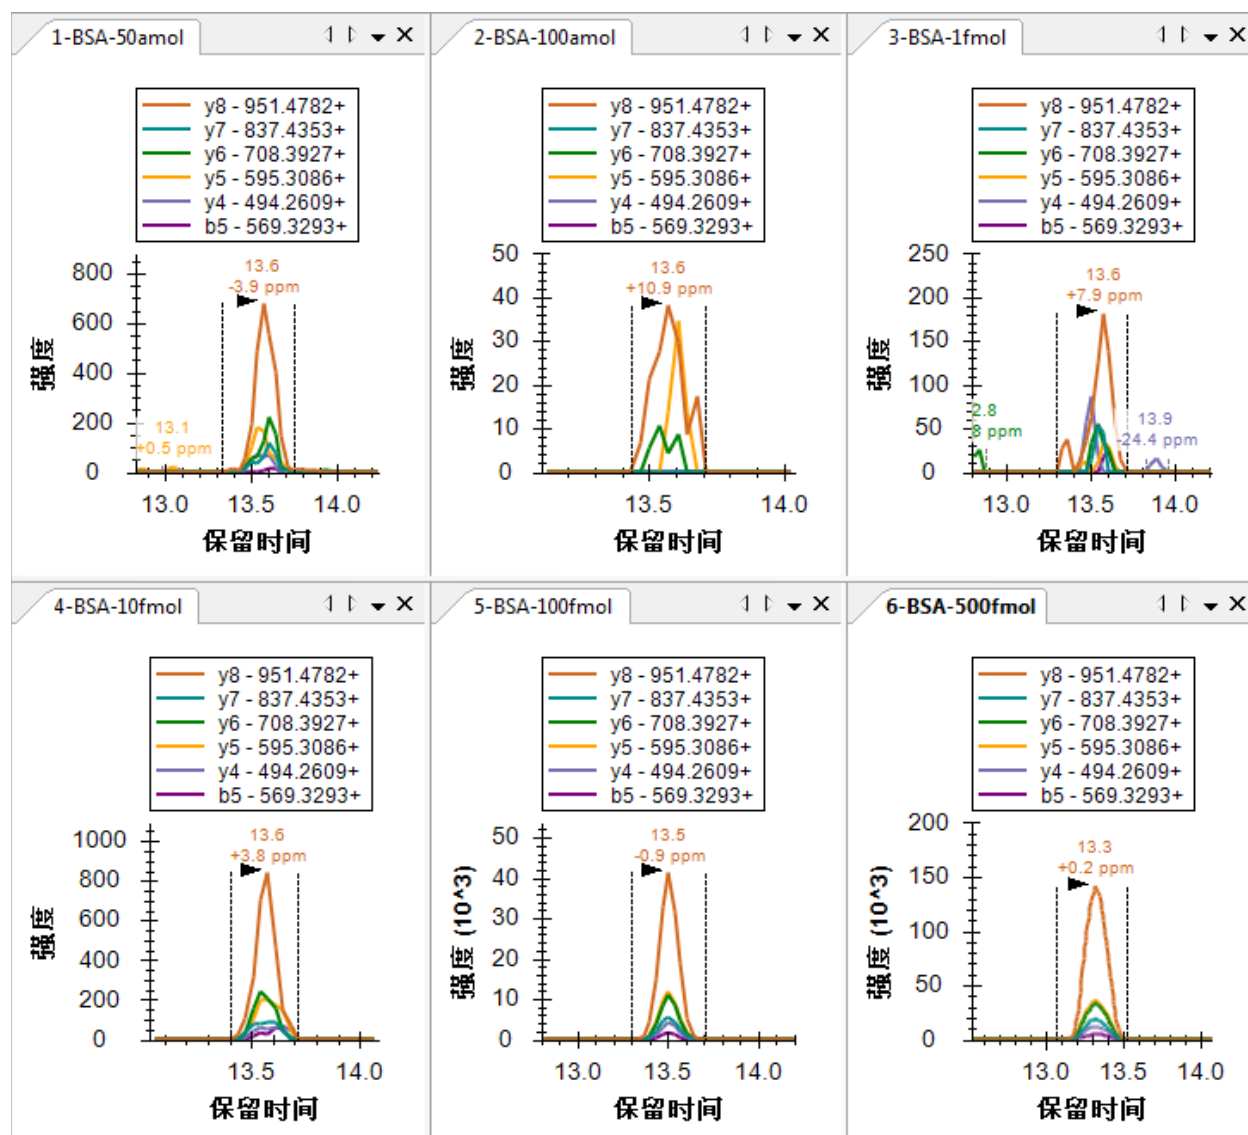 1-BSA-50amol
y8 - 951.4782+
y7 - 837.4353+
y6 - 708.3927+
y5 - 595.3086+
y4 - 494.2609+
b5 - 569.3293+
13.6
-3.9 ppm
13.1
+0.5 ppm
800
600
400
200
0
强度
13.0 13.5 14.0
保留时间
2-BSA-100amol
y8 - 951.4782+
y7 - 837.4353+
y6 - 708.3927+
y5 - 595.3086+
y4 - 494.2609+
b5 - 569.3293+
13.6
+10.9 ppm
50
40
30
20
10
0
强度
13.5 14.0
保留时间
3-BSA-1fmol
y8 - 951.4782+
y7 - 837.4353+
y6 - 708.3927+
y5 - 595.3086+
y4 - 494.2609+
b5 - 569.3293+
13.6
+7.9 ppm
2.8
8 ppm
13.9
-24.4 ppm
250
200
150
100
50
0
强度
13.0 13.5 14.0
保留时间
4-BSA-10fmol
y8 - 951.4782+
y7 - 837.4353+
y6 - 708.3927+
y5 - 595.3086+
y4 - 494.2609+
b5 - 569.3293+
13.6
+3.8 ppm
1000
800
600
400
200
0
强度
13.5 14.0
保留时间
5-BSA-100fmol
y8 - 951.4782+
y7 - 837.4353+
y6 - 708.3927+
y5 - 595.3086+
y4 - 494.2609+
b5 - 569.3293+
13.5
-0.9 ppm
50
40
30
20
10
0
强度 (10^3)
13.0 13.5 14.0
保留时间
6-BSA-500fmol
y8 - 951.4782+
y7 - 837.4353+
y6 - 708.3927+
y5 - 595.3086+
y4 - 494.2609+
b5 - 569.3293+
13.3
+0.2 ppm
200
150
100
50
0
强度 (10^3)
13.0 13.5 14.0
保留时间